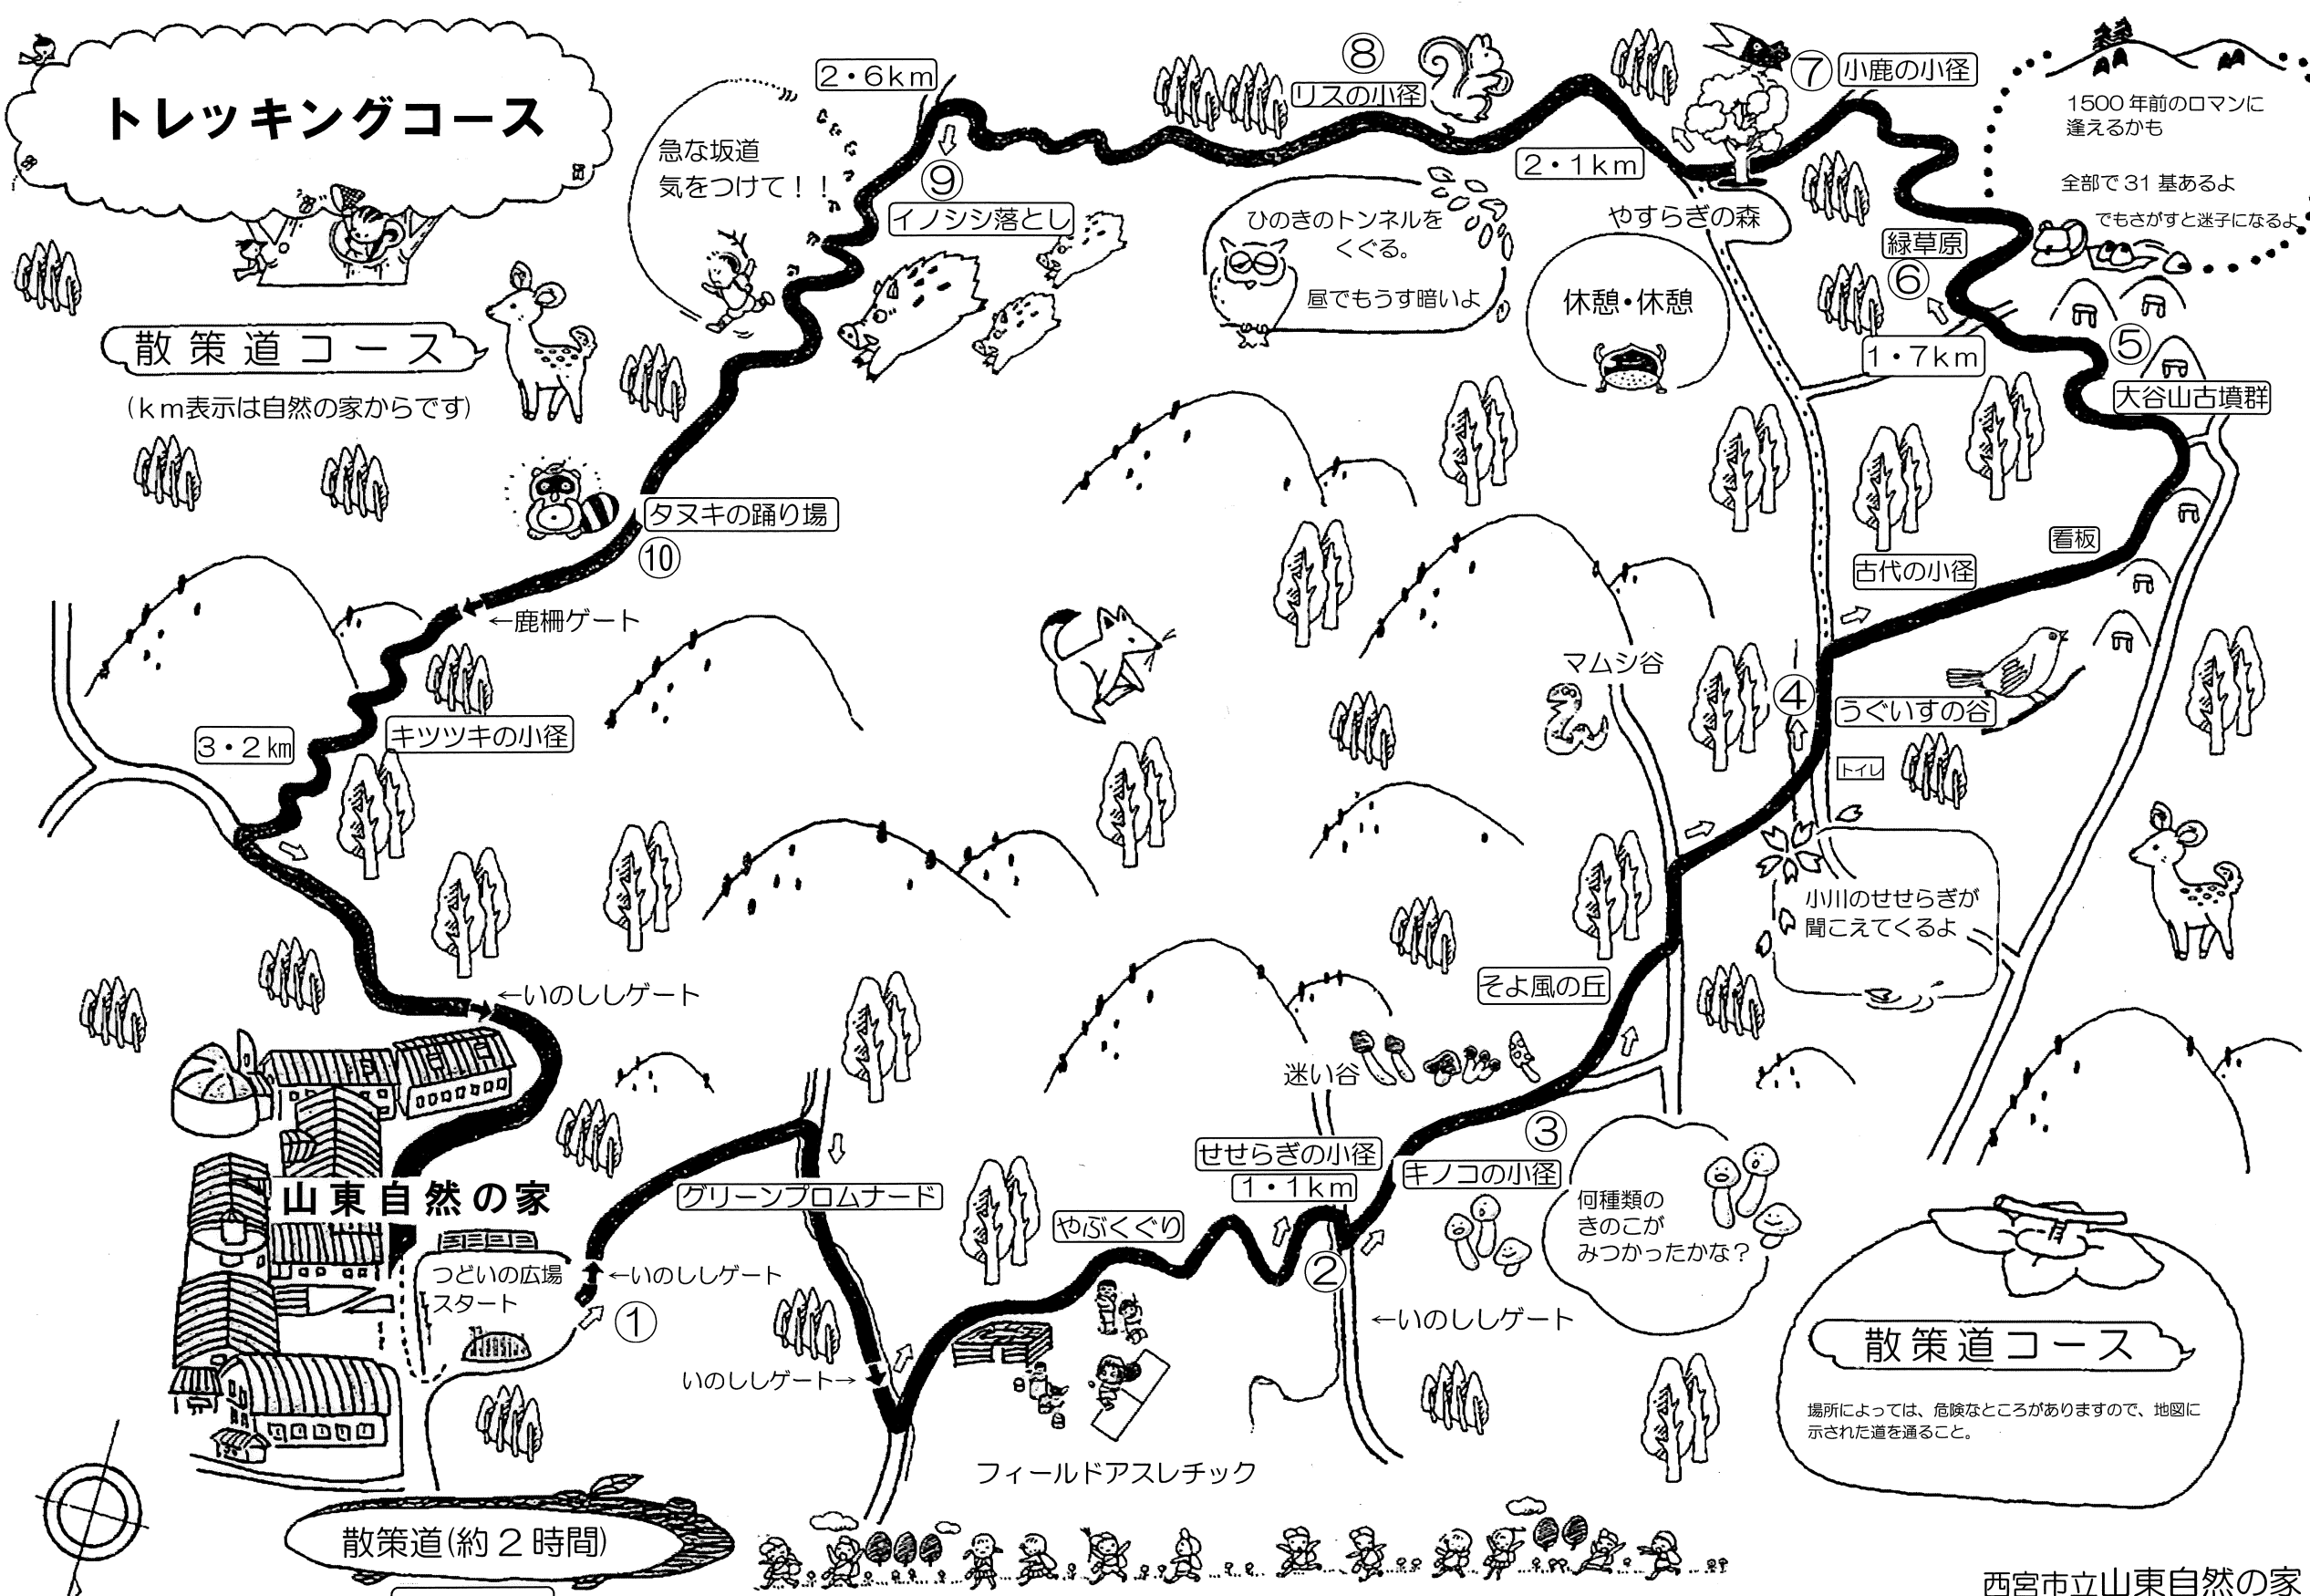 トレッキングコース
散策道コース
(km表示は自然の家からです)
急な坂道
気をつけて！！
2・6km
⑨
イノシシ落とし
⑧
リスの小径
2・1km
ひのきのトンネルを
くぐる。
昼でもうす暗いよ
⑦
小鹿の小径
やすらぎの森
休憩・休憩
1500年前のロマンに
逢えるかも
全部で31基あるよ
でもさがすと迷子になるよ
緑草原
⑥
1・7km
⑤
大谷山古墳群
看板
古代の小径
タヌキの踊り場
⑩
←鹿柵ゲート
キツツキの小径
3・2km
マムシ谷
④
うぐいすの谷
トイレ
小川のせせらぎが
聞こえてくるよ
そよ風の丘
←いのししゲート
迷い谷
③
せせらぎの小径
1・1km
キノコの小径
何種類の
きのこが
みつかったかな？
山東自然の家
グリーンプロムナード
やぶくぐり
②
つどいの広場
スタート
←いのししゲート
①
←いのししゲート
いのししゲート→
フィールドアスレチック
散策道コース
場所によっては、危険なところがありますので、地図に
示された道を通ること。
散策道(約２時間)
西宮市立山東自然の家